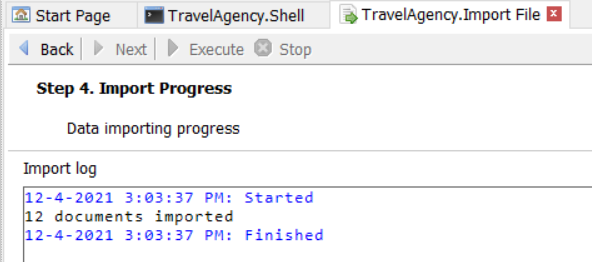 Start Page TravelAgency.Shell TravelAgency.Import File
Back Next Execute Stop
Step 4. Import Progress
Data importing progress
Import log
12-4-2021 3:03:37 PM: Started
12 documents imported
12-4-2021 3:03:37 PM: Finished